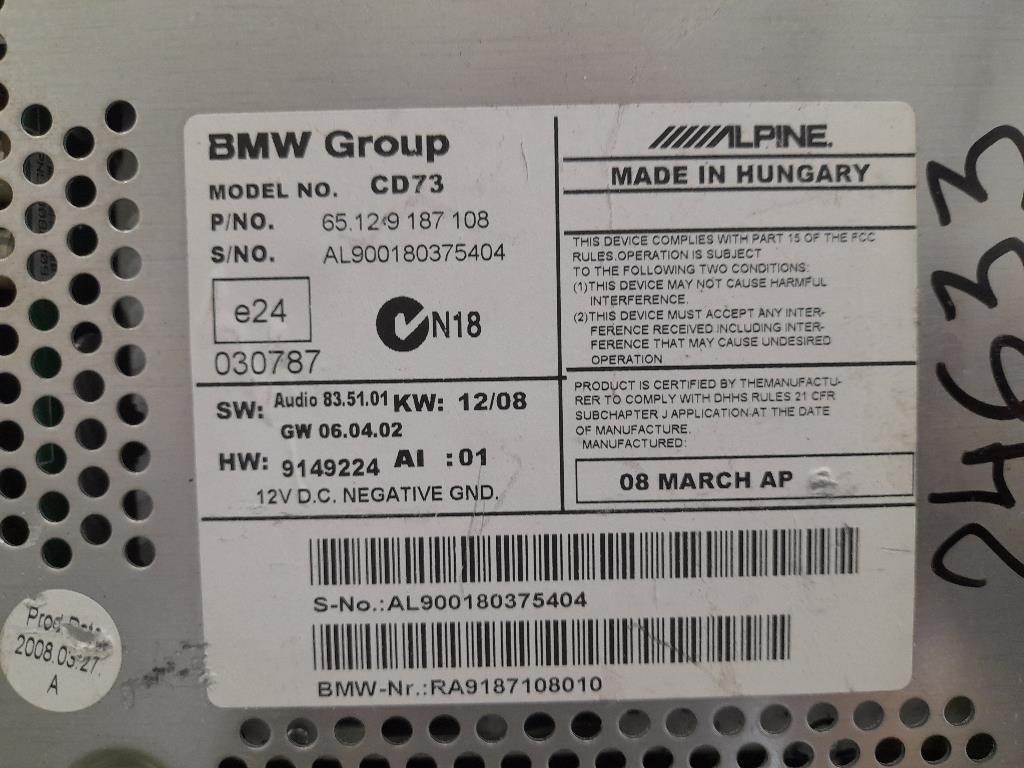 BMW Group
MODEL NO. CD73
P/NO. 65.12-9 187 108
S/NO. AL900180375404
e24
N18
030787
SW: Audio 83.51.01 KW: 12/08
GW 06.04.02
HW: 9149224 AI :01
12V D.C. NEGATIVE GND.
ALPINE.
MADE IN HUNGARY
THIS DEVICE COMPLIES WITH PART 15 OF THE FCC
RULES.OPERATION IS SUBJECT
TO THE FOLLOWING TWO CONDITIONS:
(1)THIS DEVICE MAY NOT CAUSE HARMFUL
INTERFERENCE.
(2)THIS DEVICE MUST ACCEPT ANY INTER-
FERENCE RECEIVED.INCLUDING INTER-
FERENCE THAT MAY CAUSE UNDESIRED
OPERATION
PRODUCT IS CERTIFIED BY THEMANUFACTU-
RER TO COMPLY WITH DHHS RULES 21 CFR
SUBCHAPTER J APPLICATION AT THE DATE
OF MANUFACTURE.
MANUFACTURED:
08 MARCH AP
S-No.:AL900180375404
BMW-Nr.:RA9187108010
Prod Date
2008.03.27.
A
24633